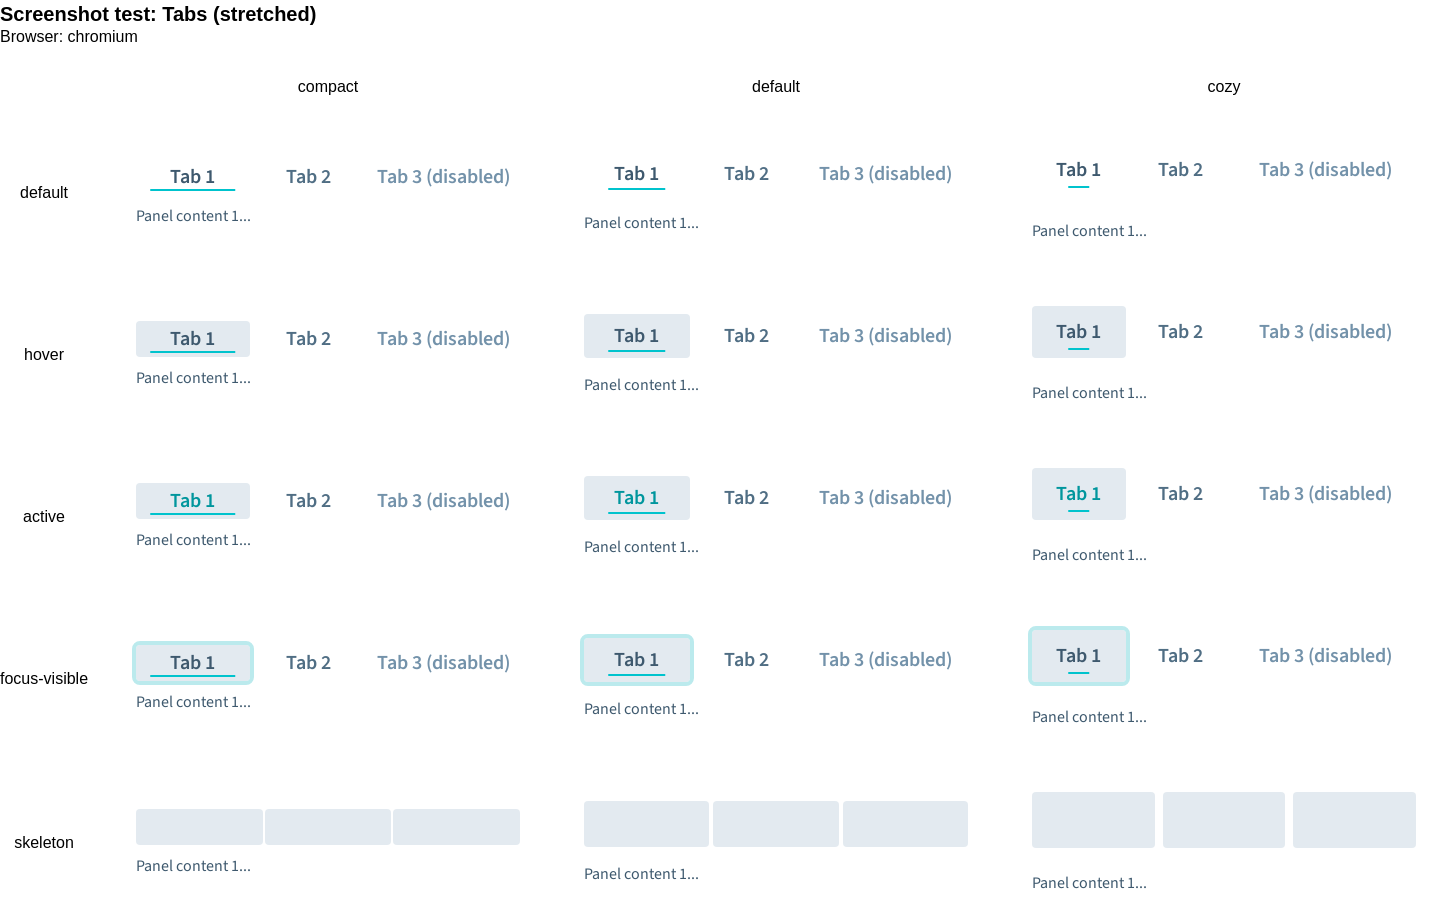 Screenshot test: Tabs (stretched)
Browser: chromium
compact default cozy
default Tab 1 Tab 2 Tab 3 (disabled) Tab 1 Tab 2 Tab 3 (disabled) Tab 1 Tab 2 Tab 3 (disabled)
Panel content 1... Panel content 1... Panel content 1...
hover Tab 1 Tab 2 Tab 3 (disabled) Tab 1 Tab 2 Tab 3 (disabled) Tab 1 Tab 2 Tab 3 (disabled)
Panel content 1... Panel content 1... Panel content 1...
active Tab 1 Tab 2 Tab 3 (disabled) Tab 1 Tab 2 Tab 3 (disabled) Tab 1 Tab 2 Tab 3 (disabled)
Panel content 1... Panel content 1... Panel content 1...
focus-visible Tab 1 Tab 2 Tab 3 (disabled) Tab 1 Tab 2 Tab 3 (disabled) Tab 1 Tab 2 Tab 3 (disabled)
Panel content 1... Panel content 1... Panel content 1...
skeleton
Panel content 1... Panel content 1... Panel content 1...